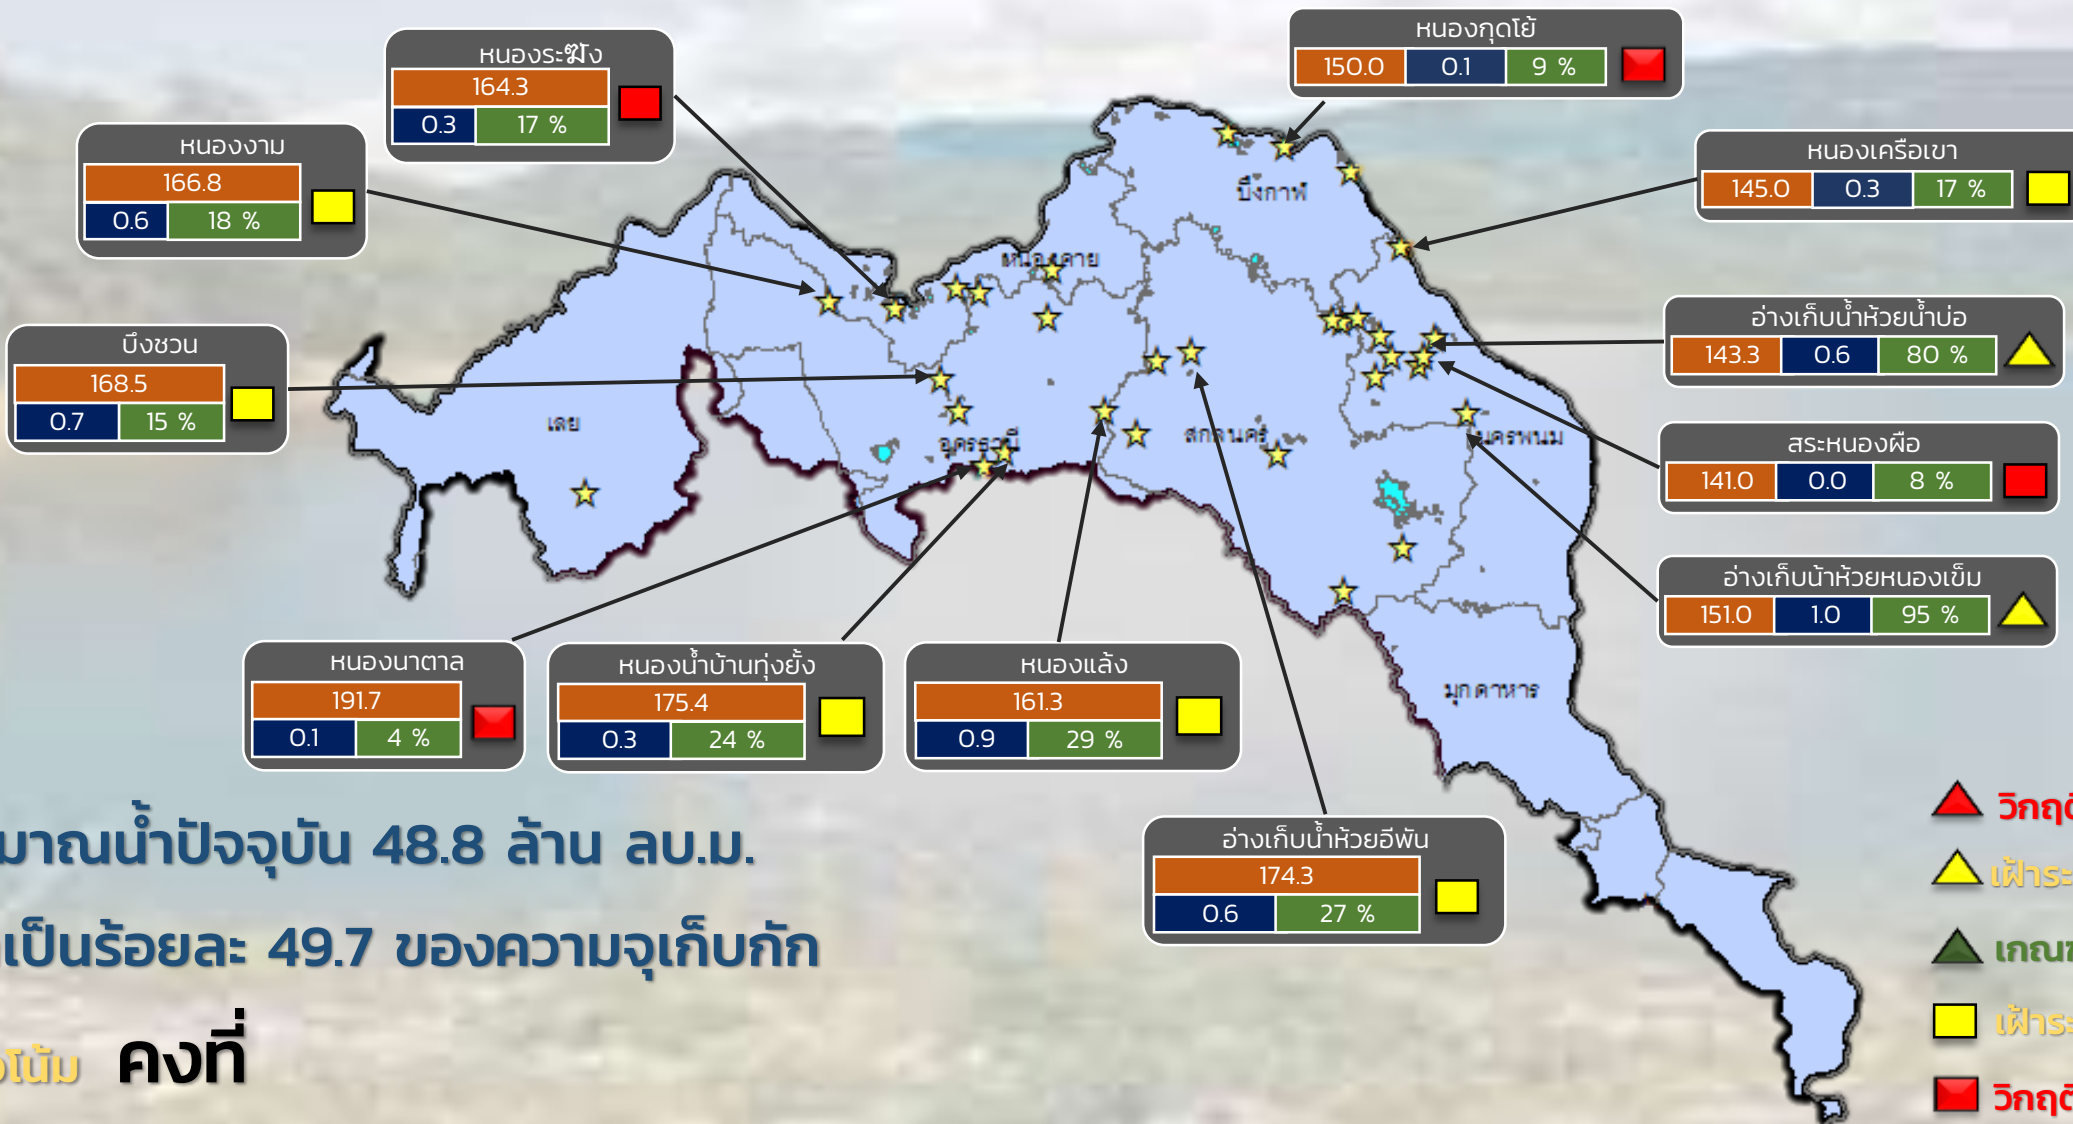 หนองกุดโย้
150.0 0.1 9 %
หนองระฆัง
164.3
0.3 17 %
หนองงาม
166.8
0.6 18 %
หนองเครือเขา
145.0 0.3 17 %
บึงกาฬ
หนองคาย
อ่างเก็บน้ำห้วยน้ำบ่อ
143.3 0.6 80 %
บึงชวน
168.5
0.7 15 %
เลย
อุดรธานี
สกลนคร
นครพนม
สระหนองผือ
141.0 0.0 8 %
อ่างเก็บน้าห้วยหนองเข็ม
151.0 1.0 95 %
หนองนาตาล
191.7
0.1 4 %
หนองน้ำบ้านทุ่งยั้ง
175.4
0.3 24 %
หนองแล้ง
161.3
0.9 29 %
มุกดาหาร
อ่างเก็บน้ำห้วยอีพัน
174.3
0.6 27 %
มาณน้ำปัจจุบัน 48.8 ล้าน ลบ.ม.
เป็นร้อยละ 49.7 ของความจุเก็บกัก
โน้ม คงที่
วิกฤติ
เฝ้าระ
เกณฑ
เฝ้าระ
วิกฤติ